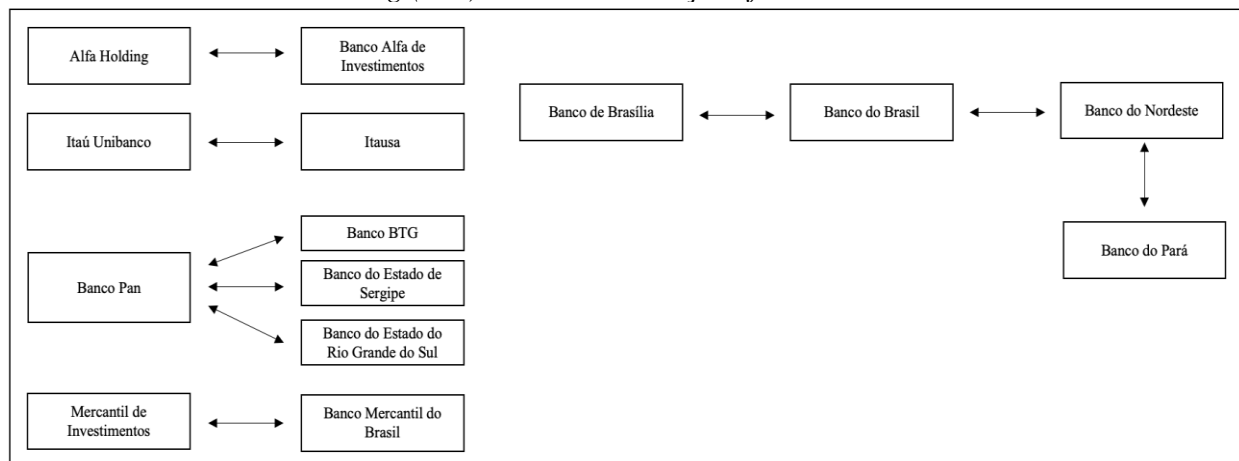 Alfa Holding
Banco Alfa de
Investimentos
Itaú Unibanco
Itausa
Banco Pan
Banco BTG
Banco do Estado de
Sergipe
Banco do Estado do
Rio Grande do Sul
Mercantil de
Investimentos
Banco Mercantil do
Brasil
Banco de Brasília
Banco do Brasil
Banco do Nordeste
Banco do Pará